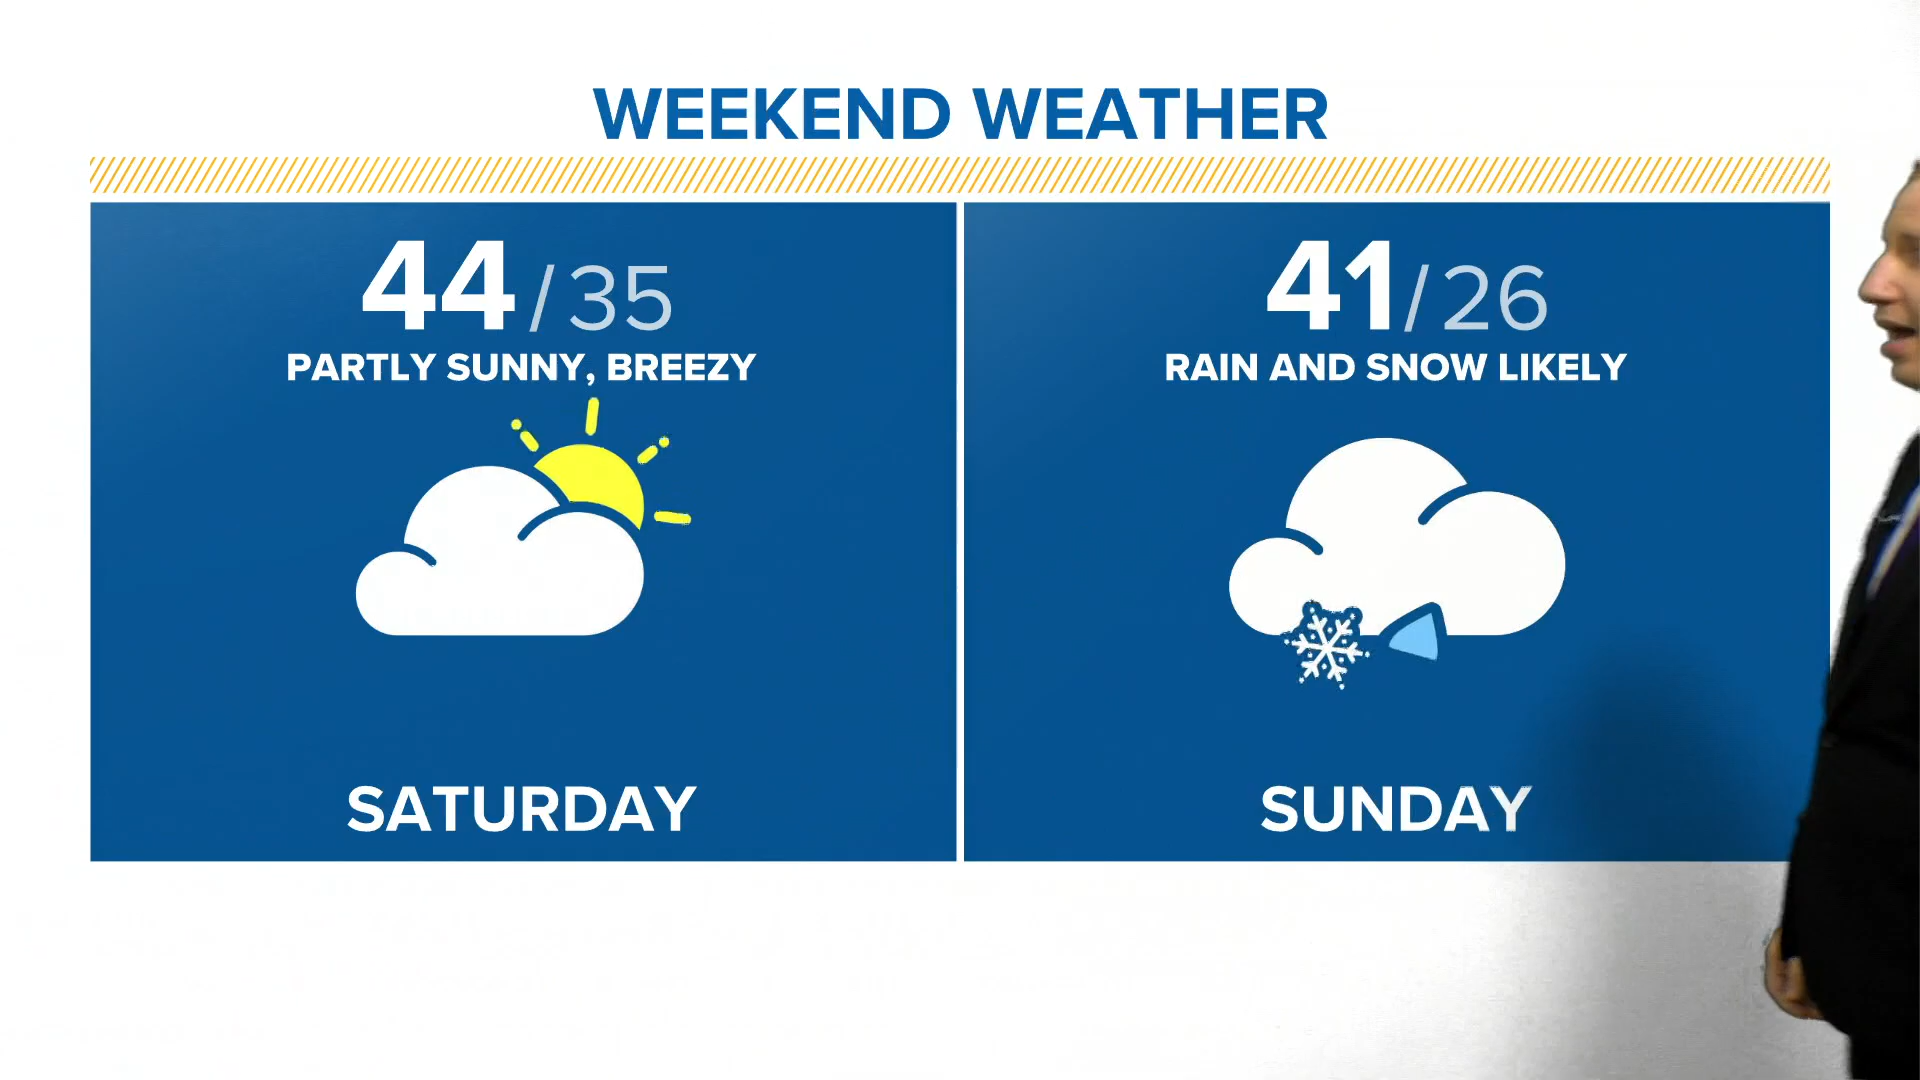 WEEKEND WEATHER
44/35
PARTLY SUNNY, BREEZY
SATURDAY
41/26
RAIN AND SNOW LIKELY
SUNDAY